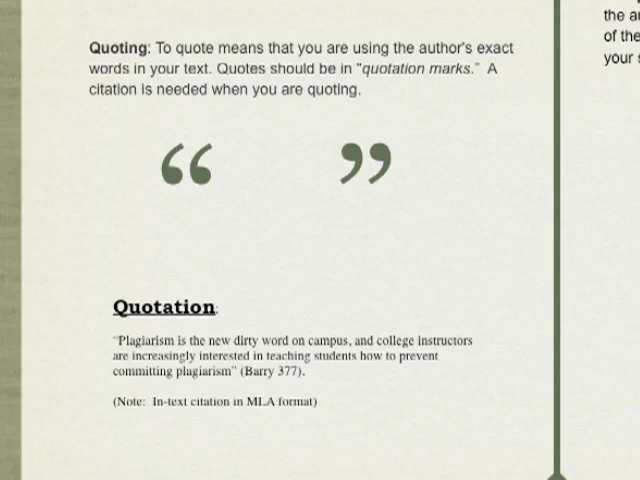 Quoting: To quote means that you are using the author's exact
words in your text. Quotes should be in "quotation marks." A
citation is needed when you are quoting.
“ ”
Quotation:
"Plagiarism is the new dirty word on campus, and college instructors
are increasingly interested in teaching students how to prevent
committing plagiarism" (Barry 377).
(Note: In-text citation in MLA format)
the
of the
your